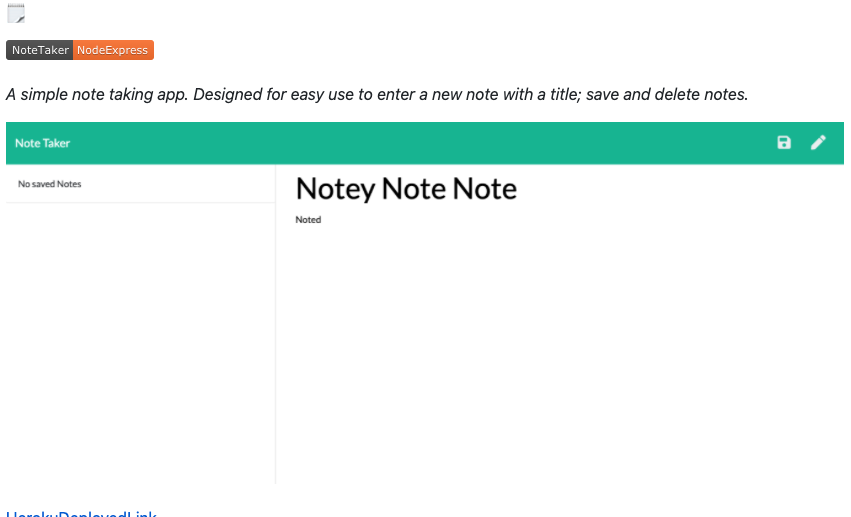 NoteTaker NodeExpress
A simple note taking app. Designed for easy use to enter a new note with a title; save and delete notes.
Note Taker
No saved Notes
Notey Note Note
Noted
HerokuDeployedLink